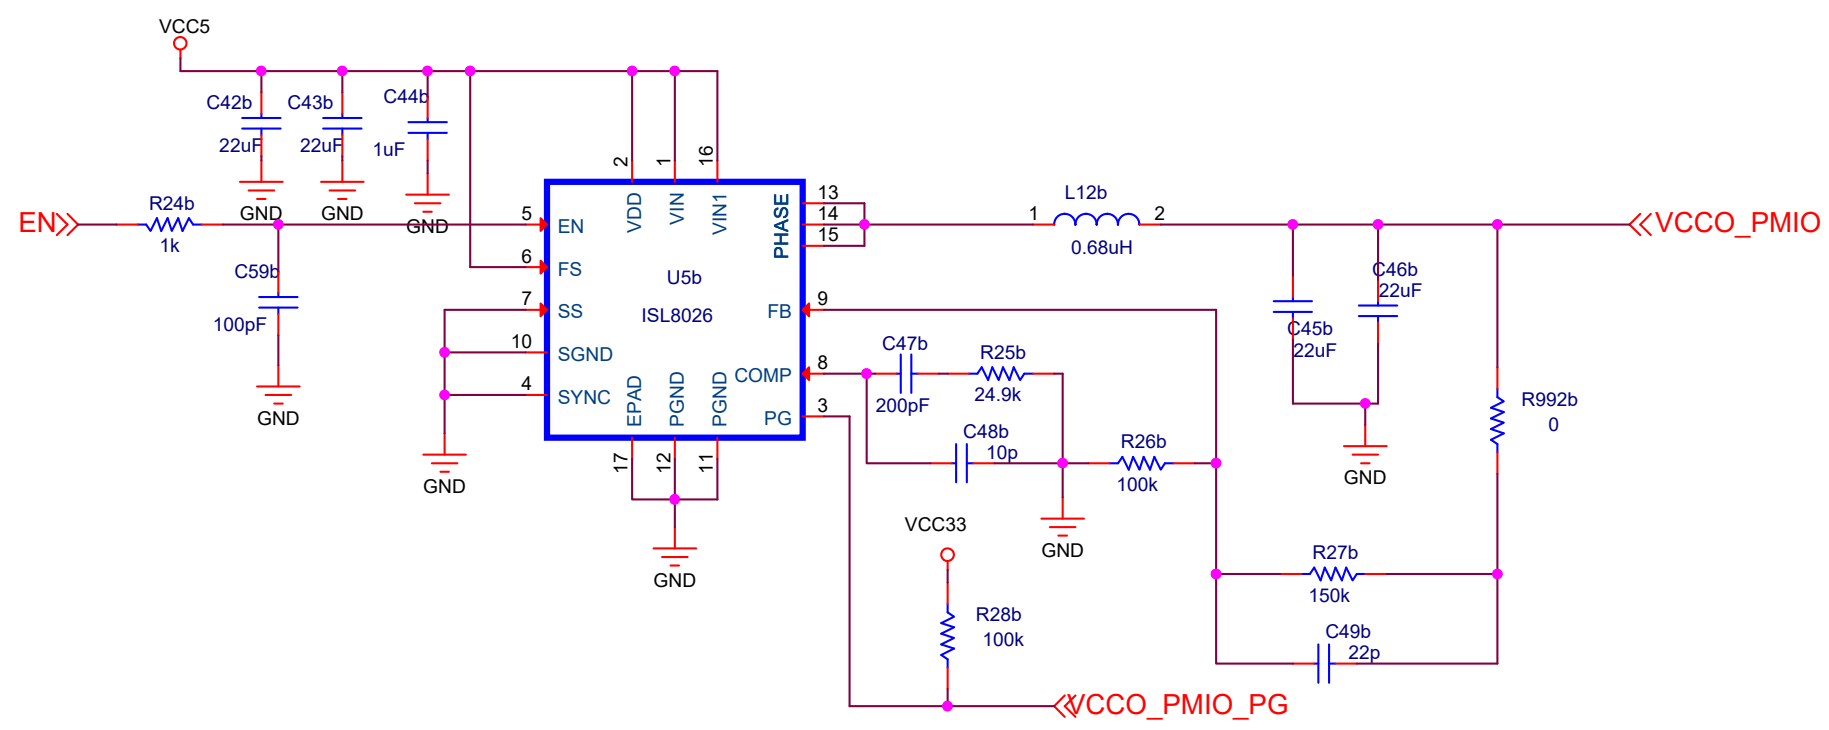 VCC5
C42b
22uF
GND
C43b
22uF
GND
C44b
1uF
GND
EN
R24b
1k
C59b
100pF
GND
2
1
16
VDD
VIN
VIN1
5
EN
6
FS
7
SS
10
SGND
4
SYNC
GND
U5b
ISL8026
PHASE
13
14
15
FB
9
COMP
8
PG
3
EPAD
PGND
PGND
17
12
11
GND
1
L12b
2
0.68uH
VCCO_PMIO
C46b
22uF
C45b
22uF
GND
R992b
0
C47b
200pF
R25b
24.9k
C48b
10p
R26b
100k
GND
VCC33
R28b
100k
R27b
150k
C49b
22p
VCCO_PMIO_PG